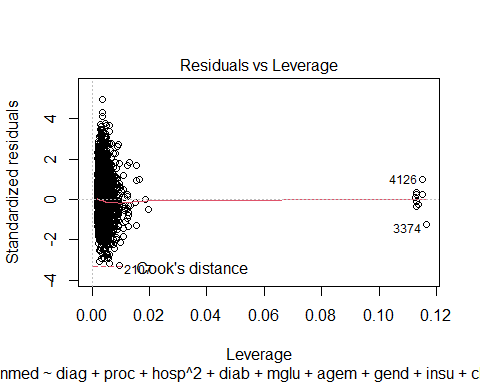 Residuals vs Leverage
Standardized residuals
4
2
0
-2
-4
4126
3374
Cook's distance
0.00 0.02 0.04 0.06 0.08 0.10 0.12
Leverage
nmed ~ diag + proc + hosp^2 + diab + mglu + agem + gend + insu + c